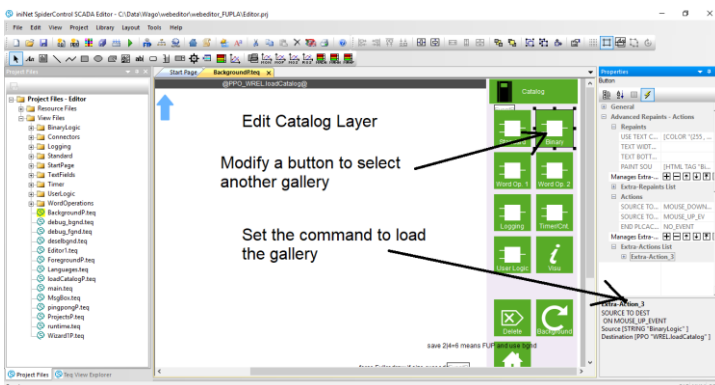 iniNet SpiderControl SCADA Editor - C:\Data\Wago\webeditor\webeditor_FUPLA\Editor.prj
File Edit View Project Library Layout Tools Help
Project Files
Project Files - Editor
Resource Files
View Files
BinaryLogic
Connectors
Logging
Standard
StartPage
TextFields
Timer
UserLogic
WordOperations
BackgroundP.teq
debug_bgnd.teq
debug_fgnd.teq
deselbgnd.teq
Editor1.teq
ForegroundP.teq
Languages.teq
loadCatalogP.teq
main.teq
MsgBox.teq
pingpongP.teq
ProjectsP.teq
runtime.teq
Wizard1P.teq
Project Files Teq View Explorer
Start Page BackgroundP.teq
@PPO_WREL.loadCatalog@
Edit Catalog Layer
Modify a button to select
another gallery
Set the command to load
the gallery
Catalog
Binary
Word Op. 1 Word Op. 2
Logging Timer/Cnt.
User Logic Visu
Delete Background
save 2|4=6 means FUP and use bgnd
Properties
Button
General
Advanced Repaints - Actions
Repaints
USE TEXT C... [COLOR "(255, ...
TEXT WIDT...
TEXT BOTT...
PAINT SOU [HTML TAG "Bi...
Manages Extra-...
Extra-Repaints List
Actions
SOURCE TO... MOUSE_DOWN...
SOURCE TO... MOUSE_UP_EV
END PLCAC... NO_EVENT
Manages Extra-...
Extra-Actions List
Extra-Action_3
Extra-Action_3
SOURCE TO DEST
ON MOUSE_UP_EVENT
Source [STRING "BinaryLogic" ]
Destination [PPO "WREL.loadCatalog" ]